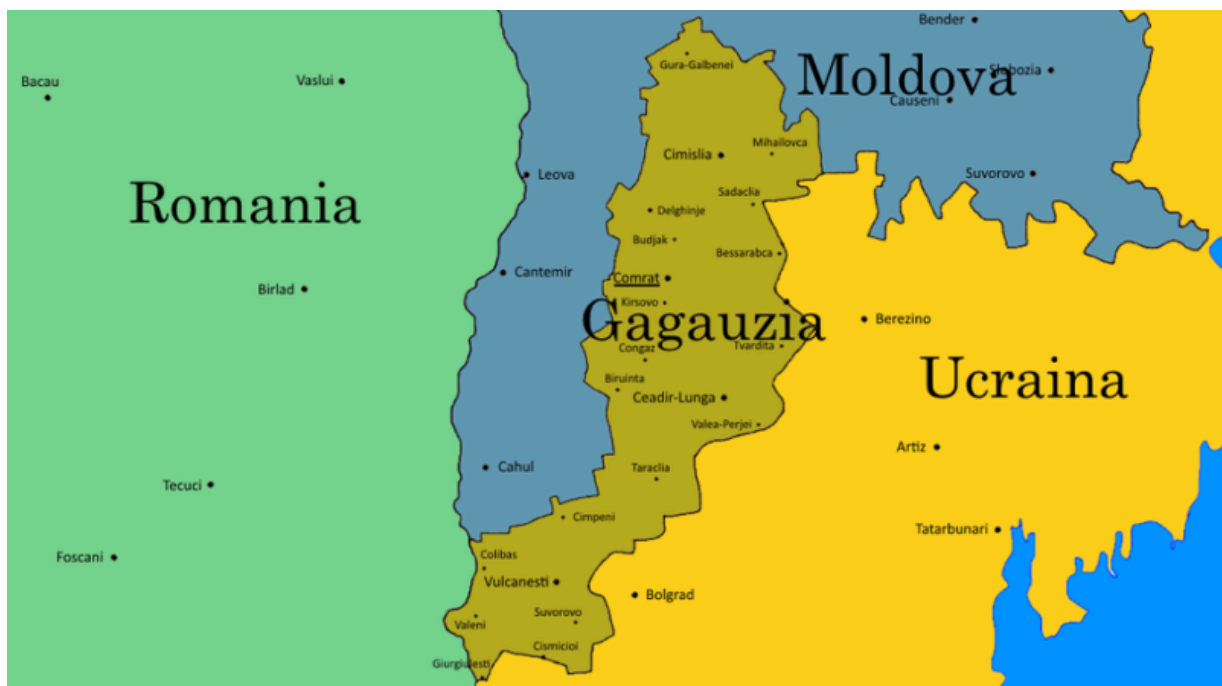 Bender
Gura-Galbenei
Moldova
Slobozia
Bacau
Vaslui
Causeni
Mihailovca
Cimislia
Leova
Suvorovo
Romania
Sadaclia
Delghinje
Budjak
Bessarabca
Cantemir
Comrat
Birlad
Kirsovo
Gagauzia
Berezino
Congaz
Tvardita
Biruinta
Ucraina
Ceadir-Lunga
Valea-Perjei
Artiz
Cahul
Taraclia
Tecuci
Cimpeni
Tatarbunari
Foscani
Colibas
Vulcanesti
Bolgrad
Suvorovo
Valeni
Cismicioi
Giurgiulesti